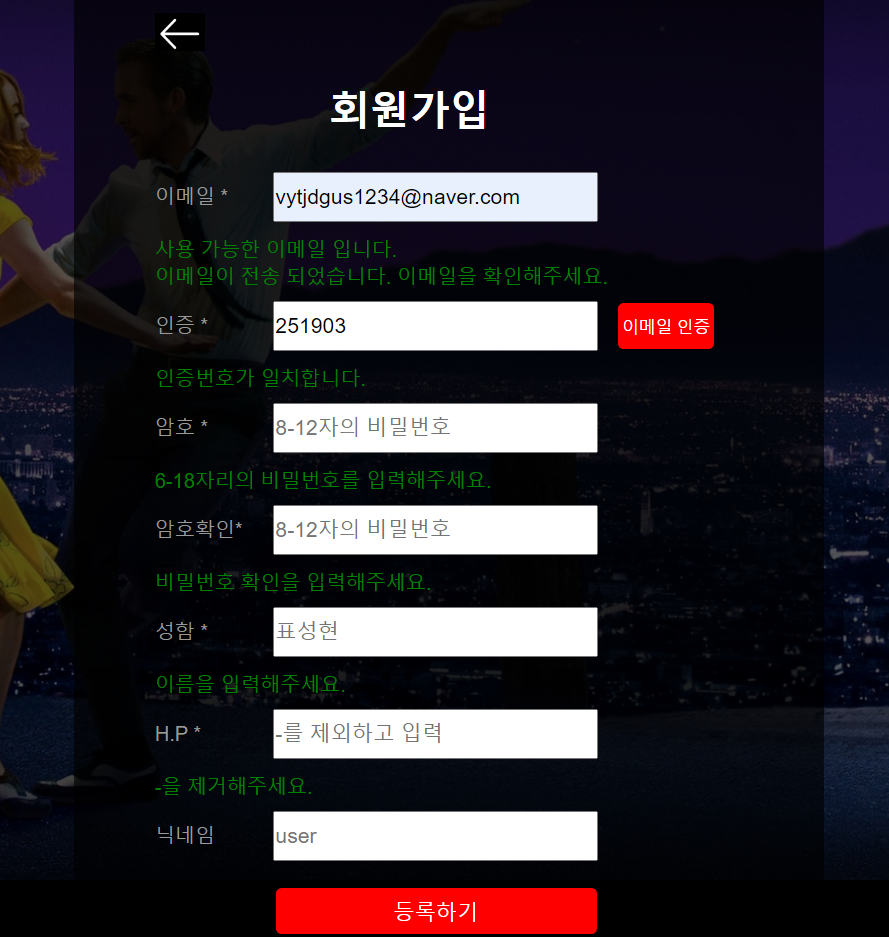 회원가입
이메일 * vytjdgus1234@naver.com
사용 가능한 이메일 입니다.
이메일이 전송 되었습니다. 이메일을 확인해주세요.
인증 * 251903 이메일 인증
인증번호가 일치합니다.
암호 * 8-12자의 비밀번호
6-18자리의 비밀번호를 입력해주세요.
암호확인* 8-12자의 비밀번호
비밀번호 확인을 입력해주세요.
성함 * 표성현
이름을 입력해주세요.
H.P * -를 제외하고 입력
-을 제거해주세요.
닉네임 user
등록하기